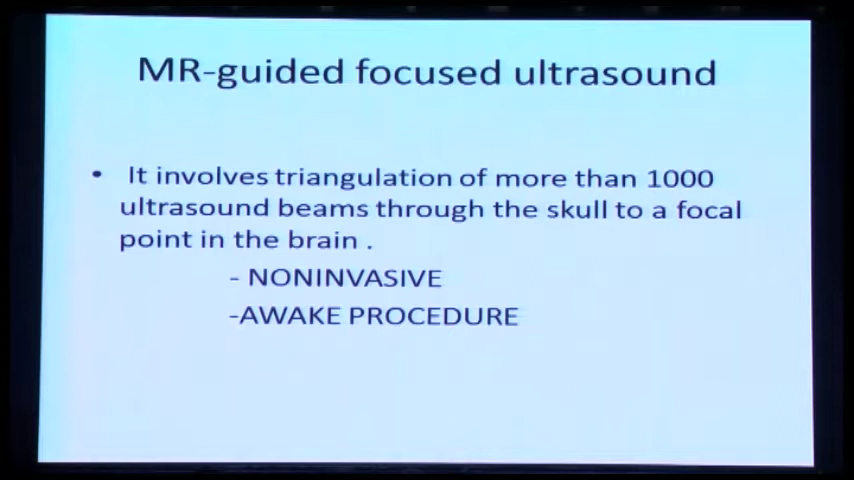 MR-guided focused ultrasound
• It involves triangulation of more than 1000
ultrasound beams through the skull to a focal
point in the brain .
- NONINVASIVE
-AWAKE PROCEDURE